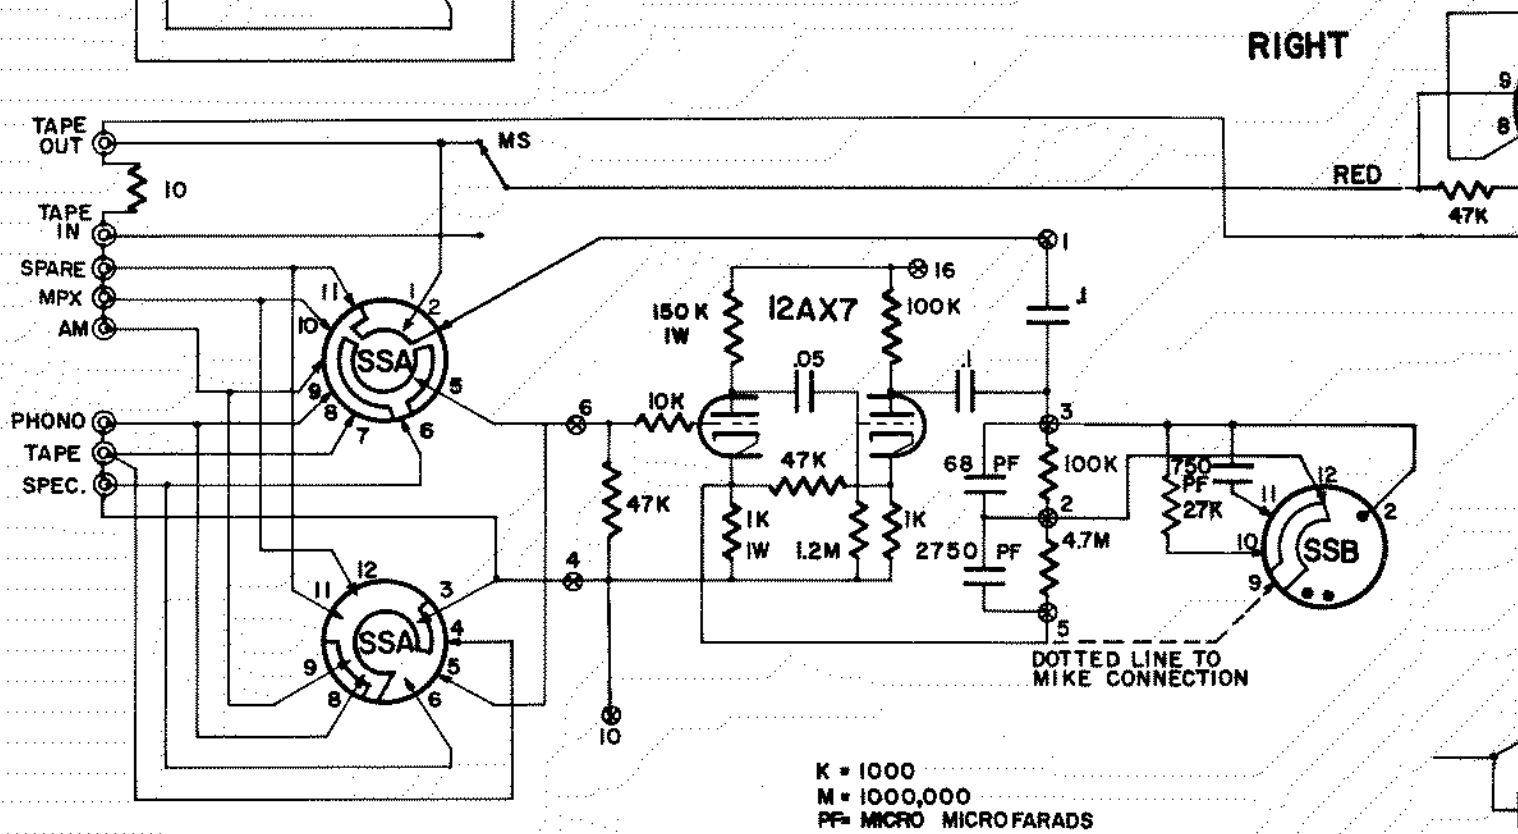 RIGHT
9
8
TAPE
OUT
MS
10
RED
47K
TAPE
IN
1
SPARE
16
MPX
11
1
2
150K
1W
12AX7
100K
.1
AM
10
SSA
.05
.1
9
5
8
10K
6
3
PHONO
7
6
TAPE
47K
68 PF
100K
750
PF
27K
12
11
2
SPEC.
47K
1K
1W
1.2M
1K
2750 PF
2
4.7M
10
SSB
4
9
12
11
3
SSA
4
5
9
5
8
6
DOTTED LINE TO
MIKE CONNECTION
10
K = 1000
M = 1000,000
PF= MICRO MICROFARADS